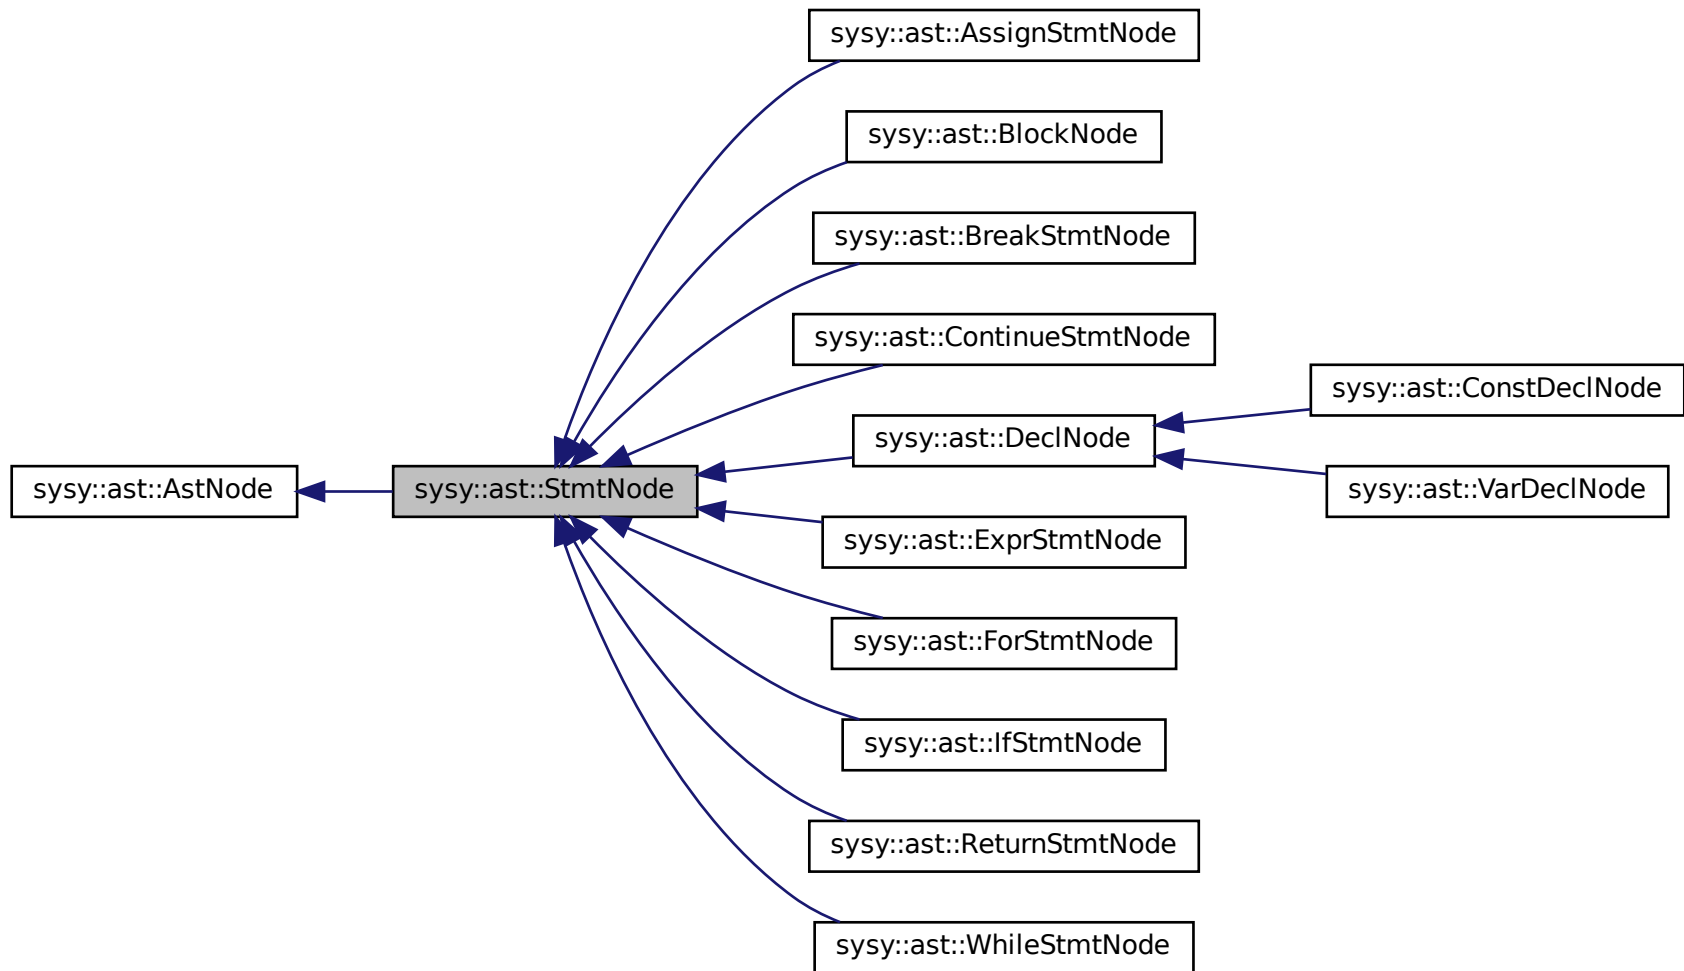 sysy::ast::AssignStmtNode
sysy::ast::BlockNode
sysy::ast::BreakStmtNode
sysy::ast::ContinueStmtNode
sysy::ast::ConstDeclNode
sysy::ast::DeclNode
sysy::ast::AstNode
sysy::ast::StmtNode
sysy::ast::VarDeclNode
sysy::ast::ExprStmtNode
sysy::ast::ForStmtNode
sysy::ast::IfStmtNode
sysy::ast::ReturnStmtNode
sysy::ast::WhileStmtNode